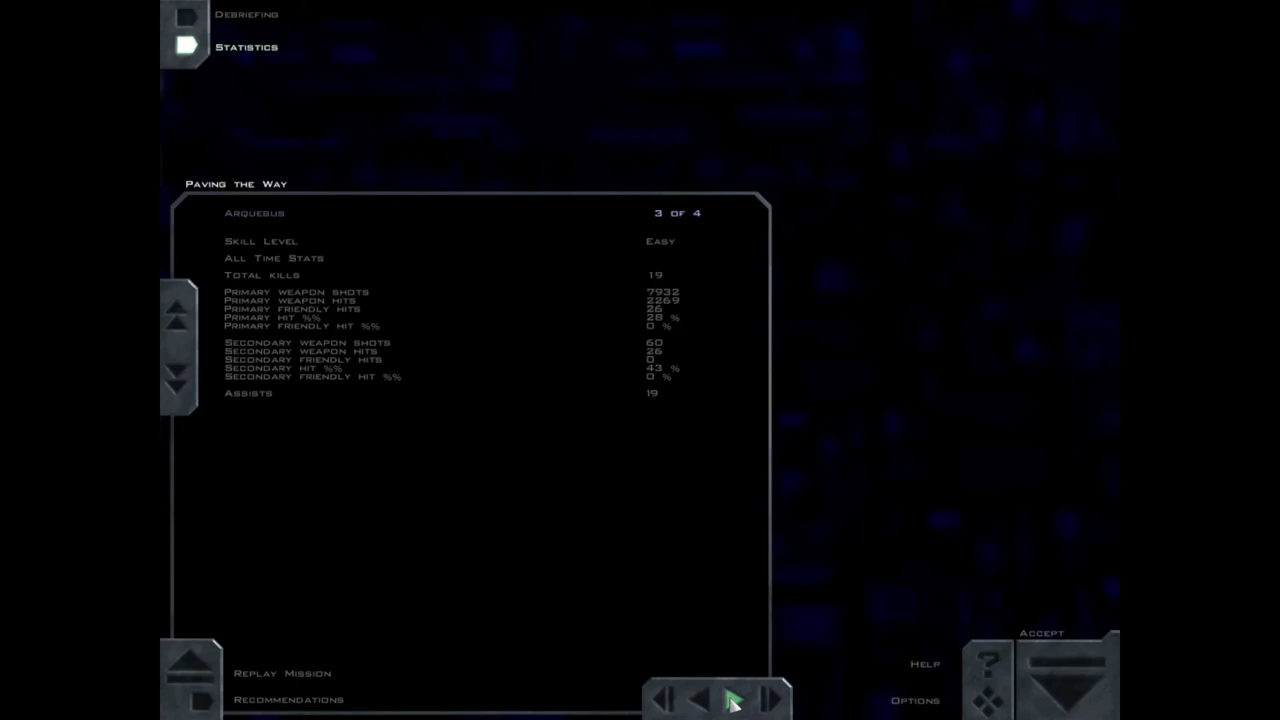 Debriefing
Statistics
Paving the Way
Arquebus 3 of 4
Skill Level Easy
All Time Stats
Total kills 19
Primary weapon shots 7932
Primary weapon hits 2269
Primary friendly hits 26
Primary hit %% 28 %
Primary friendly hit %% 0 %
Secondary weapon shots 60
Secondary weapon hits 26
Secondary friendly hits 0
Secondary hit %% 43 %
Secondary friendly hit %% 0 %
Assists 19
Accept
Help
?
Replay Mission
Recommendations
Options